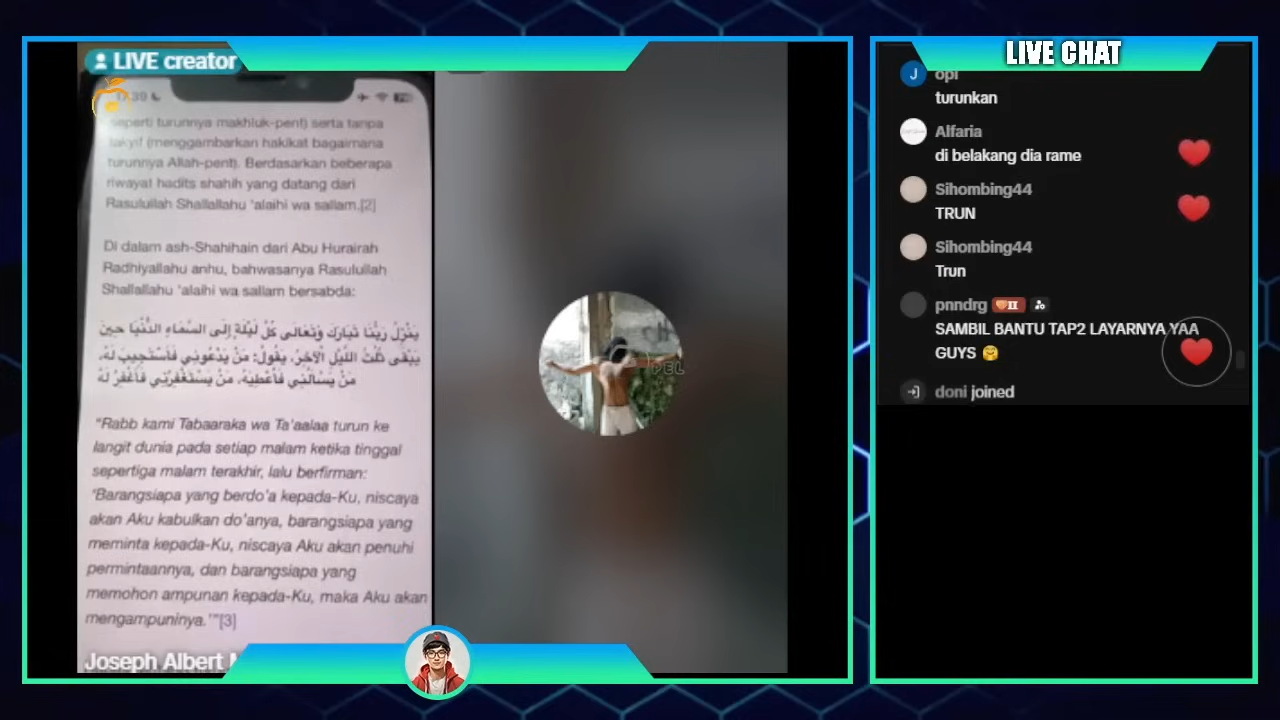 LIVE creator
LIVE CHAT
seperti turunnya makhluk-pent) serta tanpa
takyif (menggambarkan hakikat bagaimana
turunnya Allah-pent). Berdasarkan beberapa
riwayat hadits shahih yang datang dari
Rasulullah Shallallahu 'alaihi wa sallam.[2]
Di dalam ash-Shahihain dari Abu Hurairah
Radhiyallahu anhu, bahwasanya Rasulullah
Shallallahu 'alaihi wa sallam bersabda:
يَنْزِلُ رَبُّنَا تَبَارَكَ وَتَعَالَى كُلَّ لَيْلَةٍ إِلَى السَّمَاءِ الدُّنْيَا حِينَ
يَبْقَى ثُلُثُ اللَّيْلِ الْآخِرُ، يَقُولُ: مَنْ يَدْعُونِي فَأَسْتَجِيبَ لَهُ،
مَنْ يَسْأَلُنِي فَأُعْطِيَهُ، مَنْ يَسْتَغْفِرُنِي فَأَغْفِرَ لَهُ
"Rabb kami Tabaaraka wa Ta'aalaa turun ke
langit dunia pada setiap malam ketika tinggal
sepertiga malam terakhir, lalu berfirman:
'Barangsiapa yang berdo'a kepada-Ku, niscaya
akan Aku kabulkan do'anya, barangsiapa yang
meminta kepada-Ku, niscaya Aku akan penuhi
permintaannya, dan barangsiapa yang
memohon ampunan kepada-Ku, maka Aku akan
mengampuninya.'"[3]
Joseph Albert
J opi
turunkan
Alfaria
di belakang dia rame
Sihombing44
TRUN
Sihombing44
Trun
pnndrg II
SAMBIL BANTU TAP2 LAYARNYA YAA
GUYS
doni joined